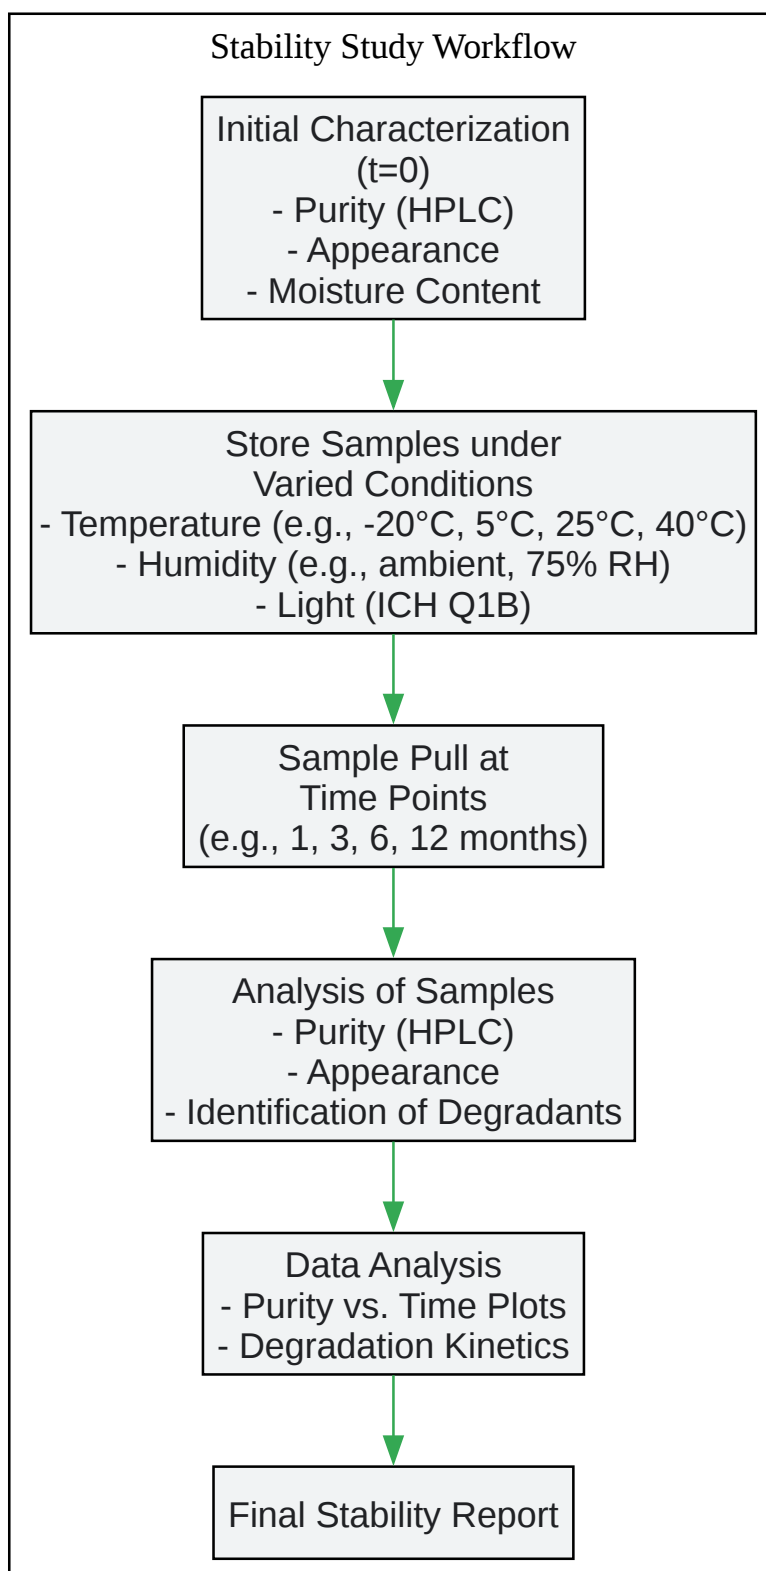 Stability Study Workflow
Initial Characterization
(t=0)
- Purity (HPLC)
- Appearance
- Moisture Content
Store Samples under
Varied Conditions
- Temperature (e.g., -20°C, 5°C, 25°C, 40°C)
- Humidity (e.g., ambient, 75% RH)
- Light (ICH Q1B)
Sample Pull at
Time Points
(e.g., 1, 3, 6, 12 months)
Analysis of Samples
- Purity (HPLC)
- Appearance
- Identification of Degradants
Data Analysis
- Purity vs. Time Plots
- Degradation Kinetics
Final Stability Report